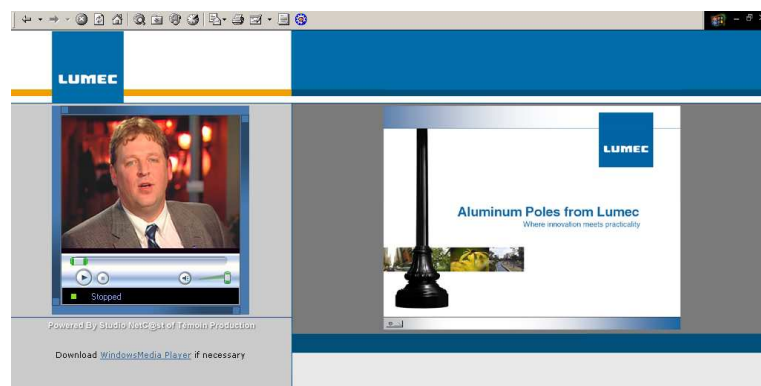 LUMEC
LUMEC
Aluminum Poles from Lumec
Where innovation meets practicality
Stopped
Powered By Studio NetC@st of Témoin Production
Download WindowsMedia Player if necessary